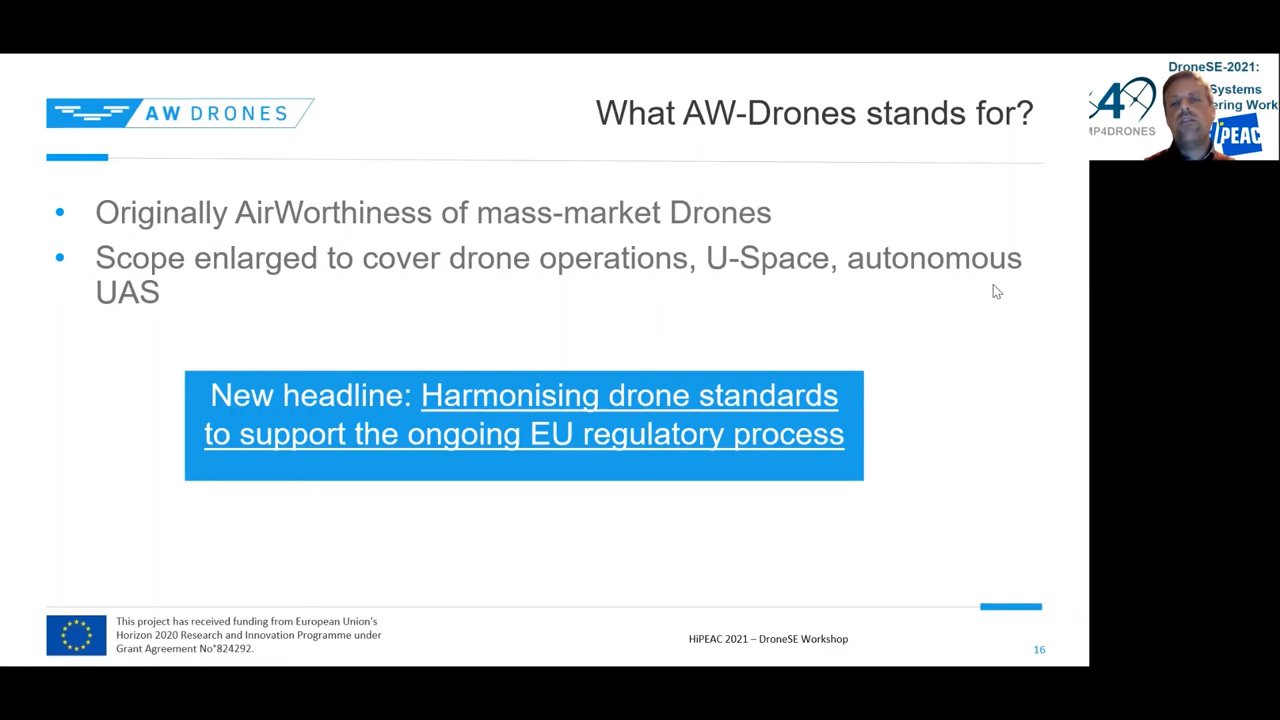 AW DRONES
What AW-Drones stands for?
DroneSE-2021:
Systems
ering Work
4
MP4DRONES
iPEAC
• Originally AirWorthiness of mass-market Drones
• Scope enlarged to cover drone operations, U-Space, autonomous
UAS
New headline: Harmonising drone standards
to support the ongoing EU regulatory process
This project has received funding from European Union's
Horizon 2020 Research and Innovation Programme under
Grant Agreement No°824292.
HiPEAC 2021 – DroneSE Workshop
16